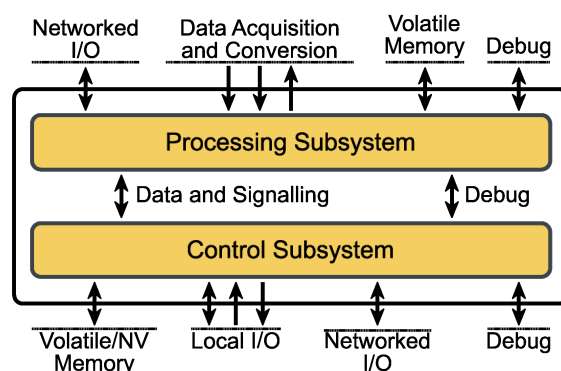 Networked
I/O
Data Acquisition
and Conversion
Volatile
Memory
Debug
Processing Subsystem
Data and Signalling
Debug
Control Subsystem
Volatile/NV
Memory
Local I/O
Networked
I/O
Debug